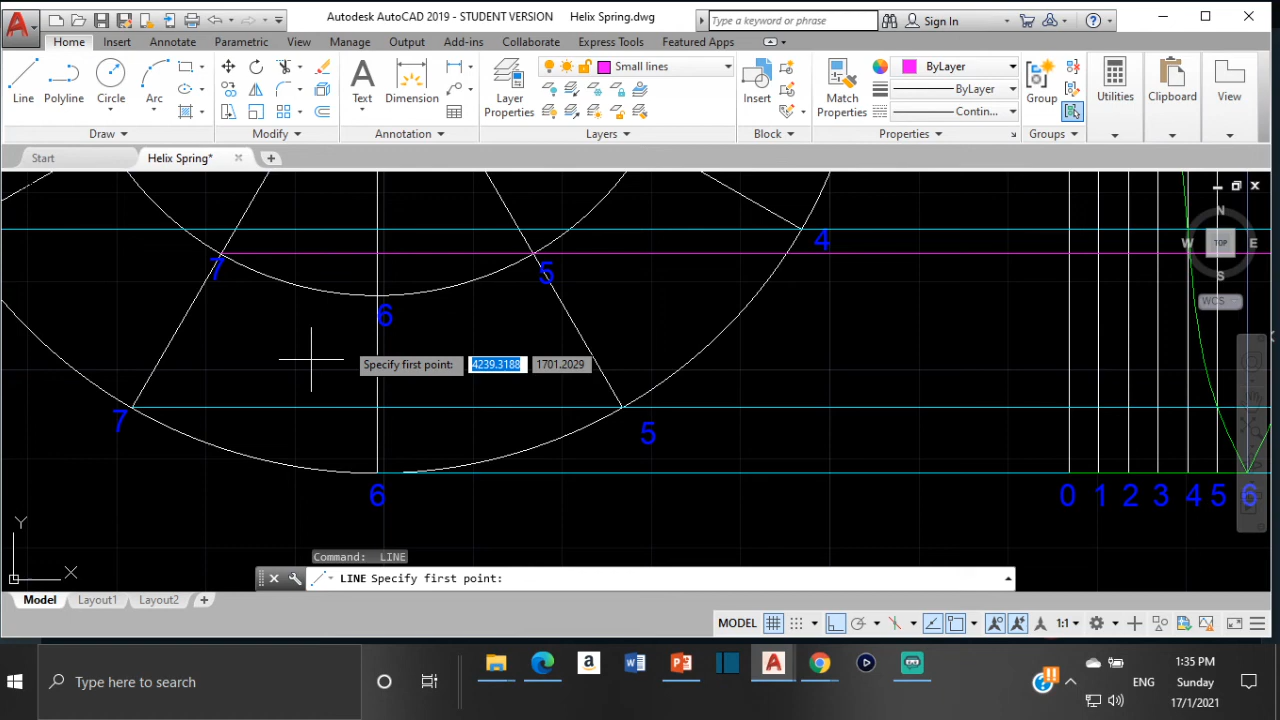 Autodesk AutoCAD 2019 - STUDENT VERSION Helix Spring.dwg
Type a keyword or phrase
Sign In
Home Insert Annotate Parametric View Manage Output Add-ins Collaborate Express Tools Featured Apps
Line Polyline Circle Arc
Text Dimension
Layer Properties
Small lines
Insert
Match Properties
ByLayer
ByLayer
Contin...
Group
Utilities
Clipboard
View
Draw Modify Annotation Layers Block Properties Groups
Start Helix Spring*
N
W TOP E
S
WCS
4
7
5
6
Specify first point: 4239.3188 1701.2029
7
5
6
0 1 2 3 4 5 6
Y
X
Command: LINE
LINE Specify first point:
Model Layout1 Layout2
MODEL 1:1
Type here to search
ENG
1:35 PM
Sunday
17/1/2021